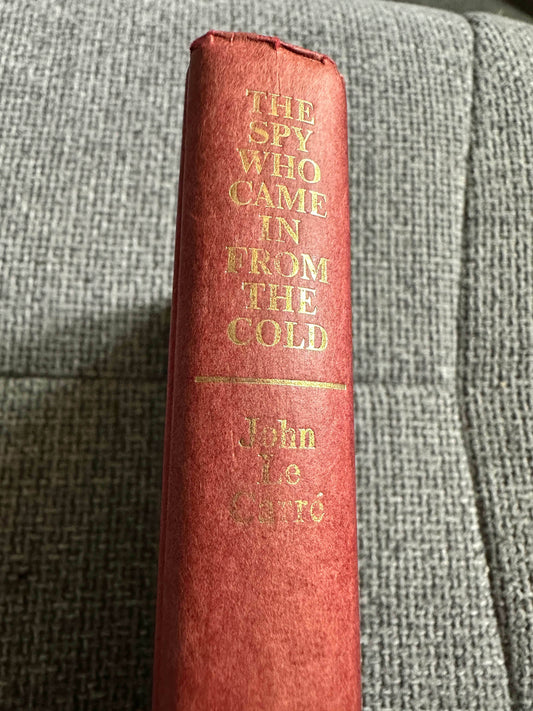 THE
SPY
WHO
CAME
IN
FROM
THE
COLD
John
Le
Carré